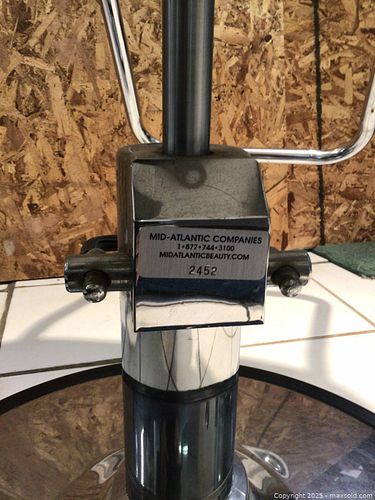 MID-ATLANTIC COMPANIES
1•877•744•3100
MIDATLANTICBEAUTY.COM
2452
Copyright 2025 - maxsold.com